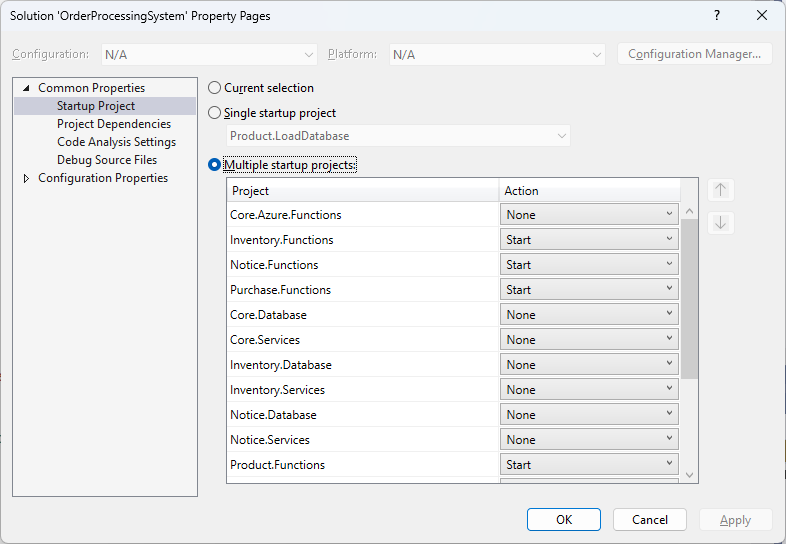 Solution 'OrderProcessingSystem' Property Pages
Configuration: N/A Platform: N/A Configuration Manager...
Common Properties
Startup Project
Project Dependencies
Code Analysis Settings
Debug Source Files
Configuration Properties
Current selection
Single startup project
Product.LoadDatabase
Multiple startup projects:
Project Action
Core.Azure.Functions None
Inventory.Functions Start
Notice.Functions Start
Purchase.Functions Start
Core.Database None
Core.Services None
Inventory.Database None
Inventory.Services None
Notice.Database None
Notice.Services None
Product.Functions Start
OK Cancel Apply